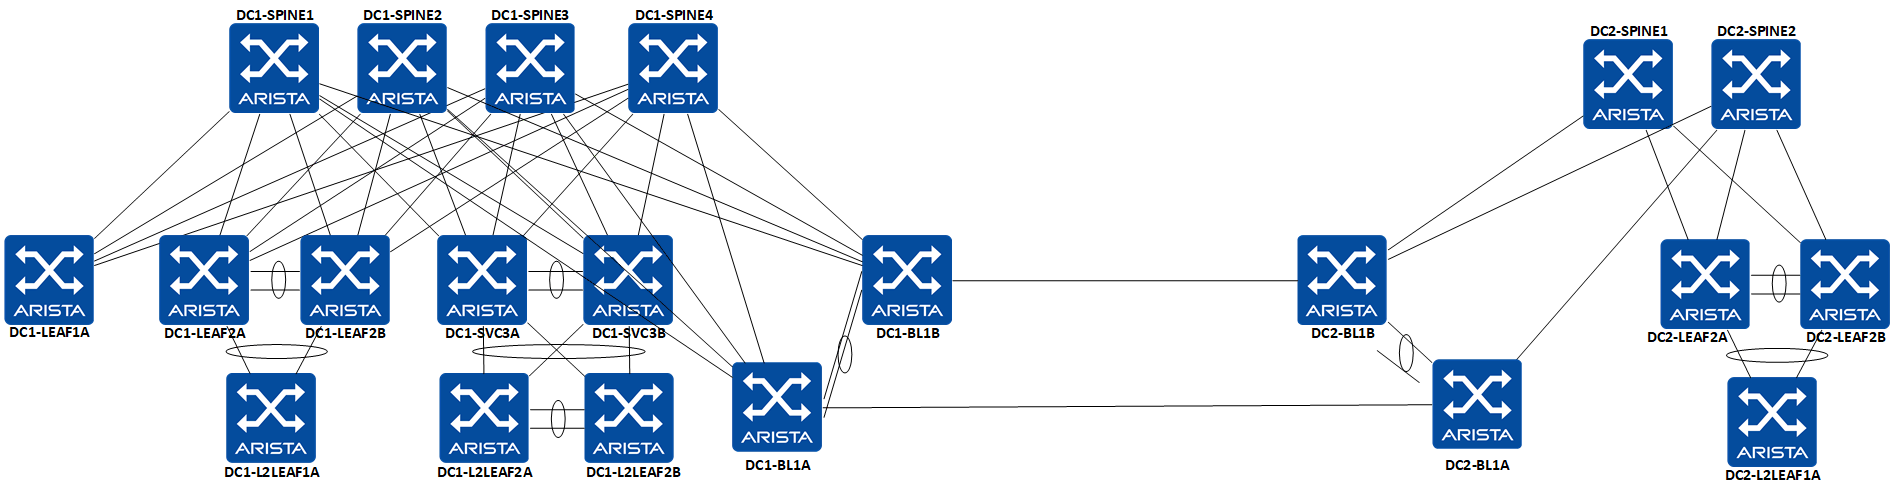 DC1-SPINE1 DC1-SPINE2 DC1-SPINE3 DC1-SPINE4
DC2-SPINE1 DC2-SPINE2
ARISTA ARISTA ARISTA ARISTA
ARISTA ARISTA
ARISTA ARISTA ARISTA ARISTA ARISTA ARISTA ARISTA ARISTA ARISTA
DC1-LEAF1A DC1-LEAF2A DC1-LEAF2B DC1-SVC3A DC1-SVC3B DC1-BL1B DC2-BL1B DC2-LEAF2A DC2-LEAF2B
ARISTA ARISTA ARISTA ARISTA ARISTA ARISTA
DC1-L2LEAF1A DC1-L2LEAF2A DC1-L2LEAF2B DC1-BL1A DC2-BL1A DC2-L2LEAF1A